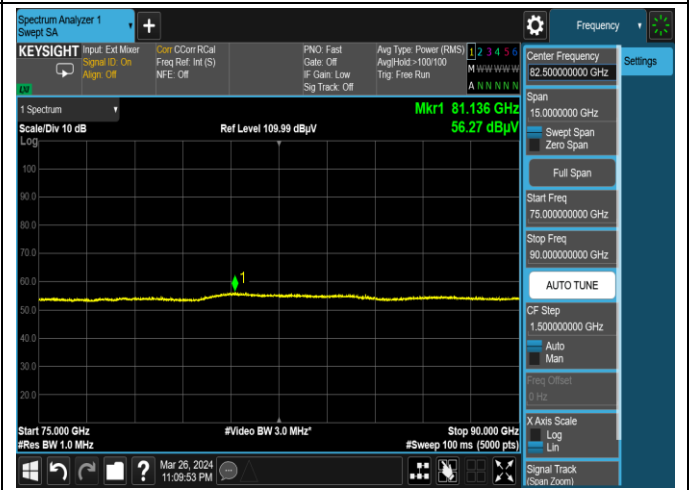 Spectrum Analyzer 1
Swept SA
+
Frequency
KEYSIGHT
Input: Ext Mixer
Signal ID: On
Align: Off
Corr CCorr RCal
Freq Ref: Int (S)
NFE: Off
PNO: Fast
Gate: Off
IF Gain: Low
Sig Track: Off
Avg Type: Power (RMS)
Avg|Hold:>100/100
Trig: Free Run
1 2 3 4 5 6
M W W W W W
A N N N N N
1 Spectrum
Mkr1 81.136 GHz
56.27 dBµV
Scale/Div 10 dB
Ref Level 109.99 dBµV
Log
100
90.0
80.0
70.0
60.0
50.0
40.0
30.0
20.0
1
Start 75.000 GHz
#Video BW 3.0 MHz*
Stop 90.000 GHz
#Res BW 1.0 MHz
#Sweep 100 ms (5000 pts)
?
Mar 26, 2024
11:09:53 PM
Center Frequency
82.500000000 GHz
Settings
Span
15.0000000 GHz
Swept Span
Zero Span
Full Span
Start Freq
75.000000000 GHz
Stop Freq
90.000000000 GHz
AUTO TUNE
CF Step
1.500000000 GHz
Auto
Man
Freq Offset
0 Hz
X Axis Scale
Log
Lin
Signal Track
(Span Zoom)